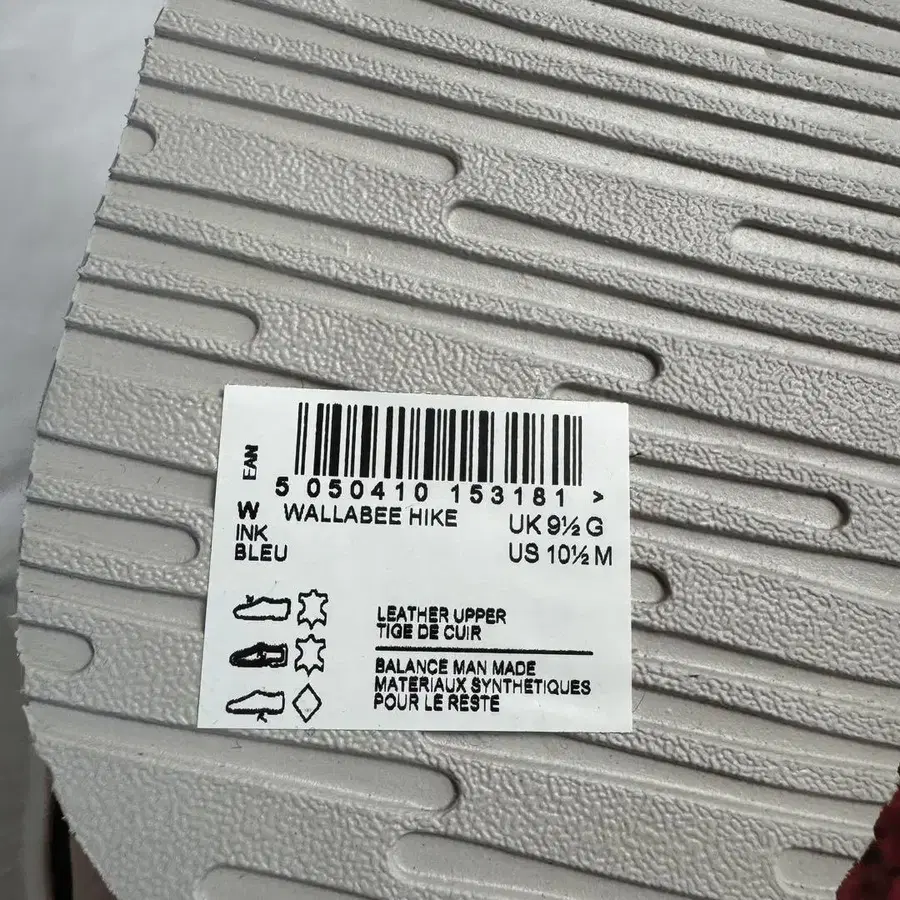 EAN
5 050410 153181 >
W WALLABEE HIKE UK 9½ G
INK
BLEU US 10½ M
LEATHER UPPER
TIGE DE CUIR
BALANCE MAN MADE
MATERIAUX SYNTHETIQUES
POUR LE RESTE